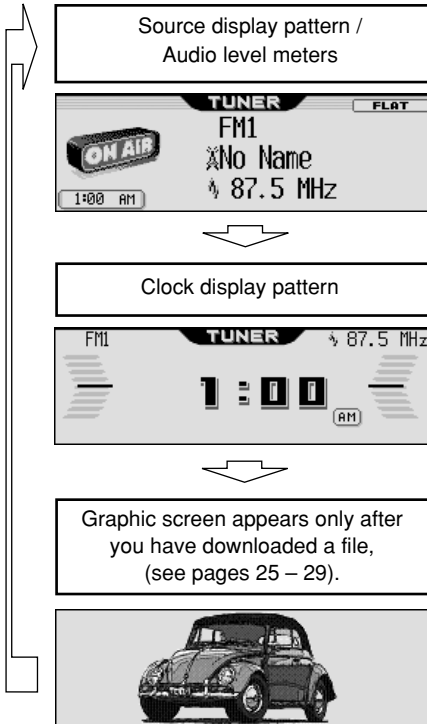 Source display pattern /
Audio level meters
TUNER
FLAT
FM1
ON AIR
No Name
87.5 MHz
1:00 AM
Clock display pattern
FM1
TUNER
87.5 MHz
1:00
AM
Graphic screen appears only after
you have downloaded a file,
(see pages 25 – 29).